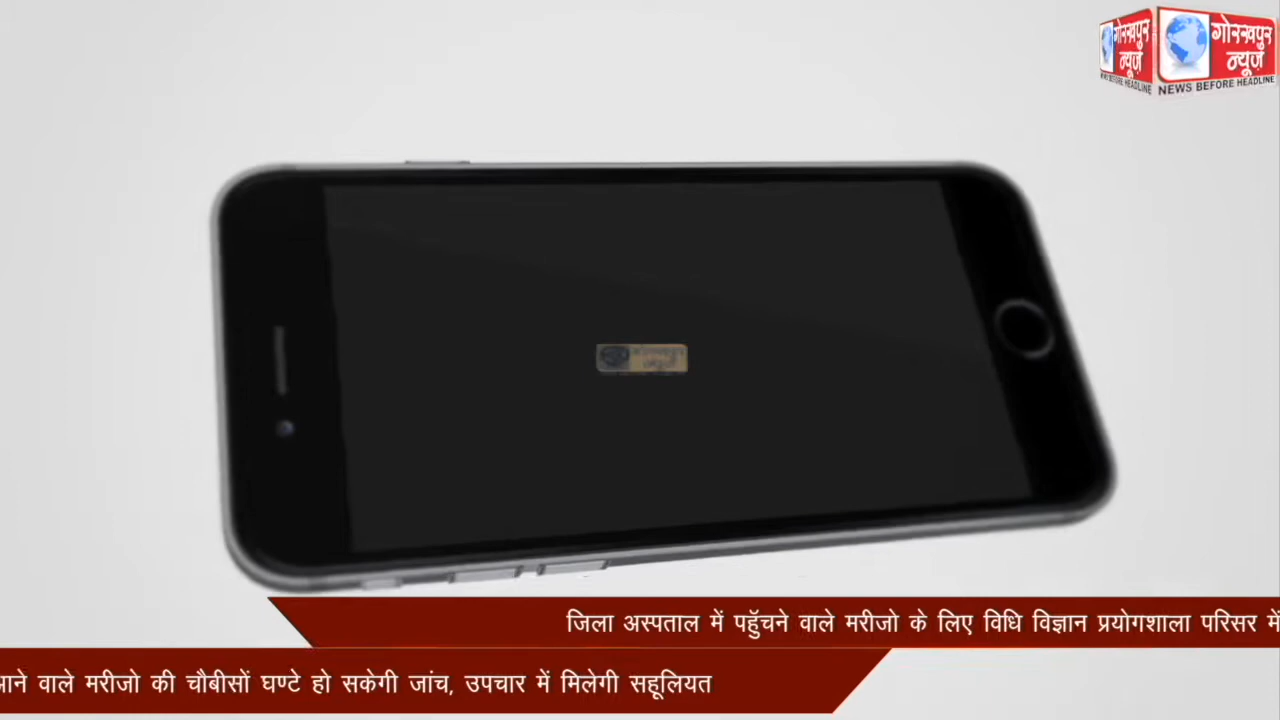 गोरखपुर
न्यूज़
NEWS BEFORE HEADLINE
गोरखपुर
न्यूज़
NEWS BEFORE HEADLINE
जिला अस्पताल में पहुॅचने वाले मरीजो के लिए विधि विज्ञान प्रयोगशाला परिसर में
आने वाले मरीजो की चौबीसों घण्टे हो सकेगी जांच, उपचार में मिलेगी सहूलियत